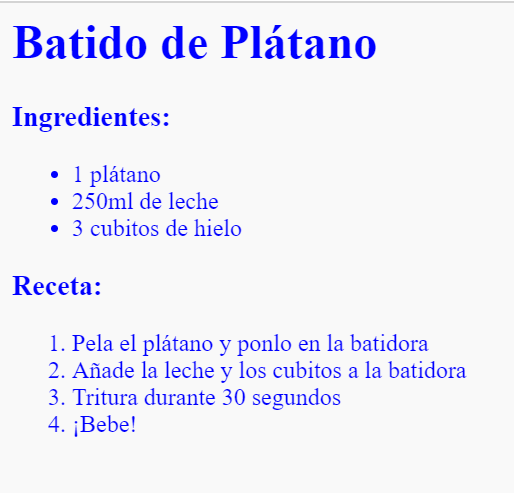 Batido de Plátano
Ingredientes:
• 1 plátano
• 250ml de leche
• 3 cubitos de hielo
Receta:
1. Pela el plátano y ponlo en la batidora
2. Añade la leche y los cubitos a la batidora
3. Tritura durante 30 segundos
4. ¡Bebe!